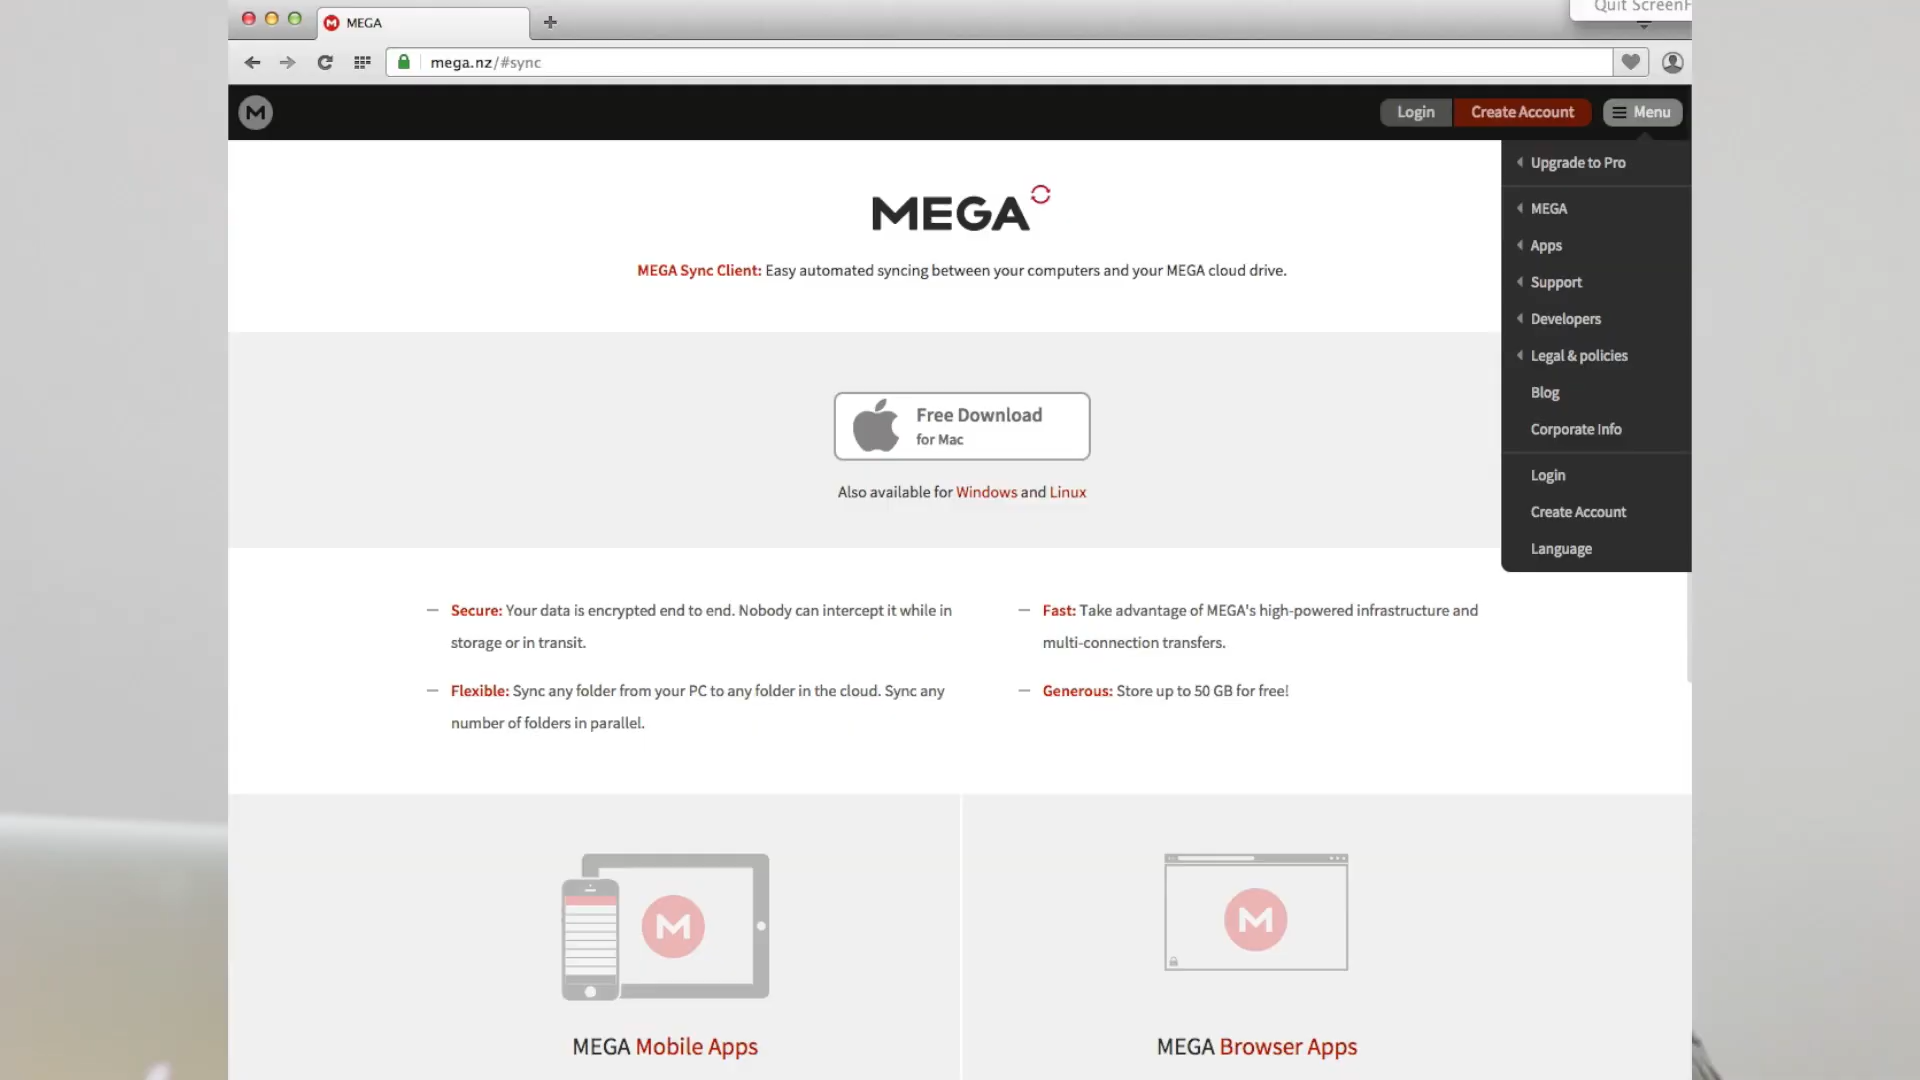 Quit Screen
MEGA
mega.nz/#sync
M
Login
Create Account
Menu
Upgrade to Pro
MEGA
Apps
Support
Developers
Legal & policies
Blog
Corporate Info
Login
Create Account
Language
MEGA
MEGA Sync Client: Easy automated syncing between your computers and your MEGA cloud drive.
Free Download
for Mac
Also available for Windows and Linux
Secure: Your data is encrypted end to end. Nobody can intercept it while in
storage or in transit.
Flexible: Sync any folder from your PC to any folder in the cloud. Sync any
number of folders in parallel.
Fast: Take advantage of MEGA's high-powered infrastructure and
multi-connection transfers.
Generous: Store up to 50 GB for free!
M
M
MEGA Mobile Apps
MEGA Browser Apps